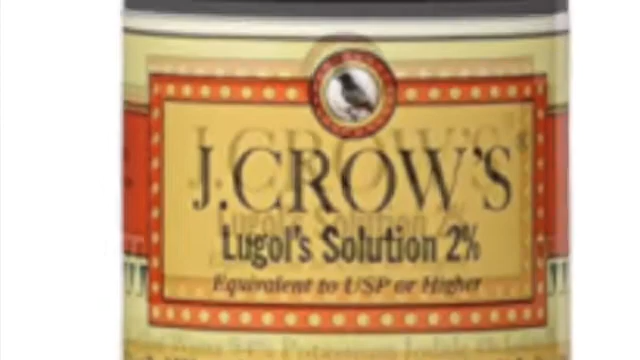 J.CROW'S®
Lugol's Solution 2%
Equivalent to USP or Higher